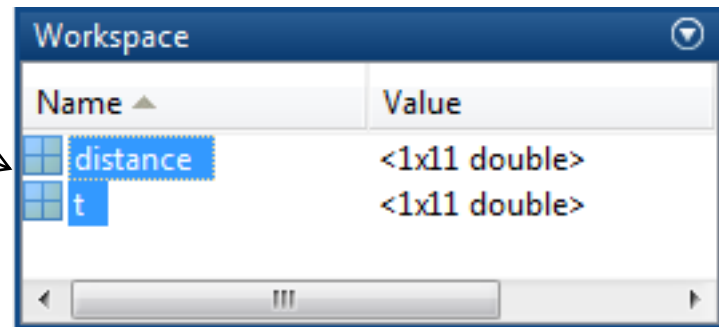 Workspace
Name Value
distance <1x11 double>
t <1x11 double>